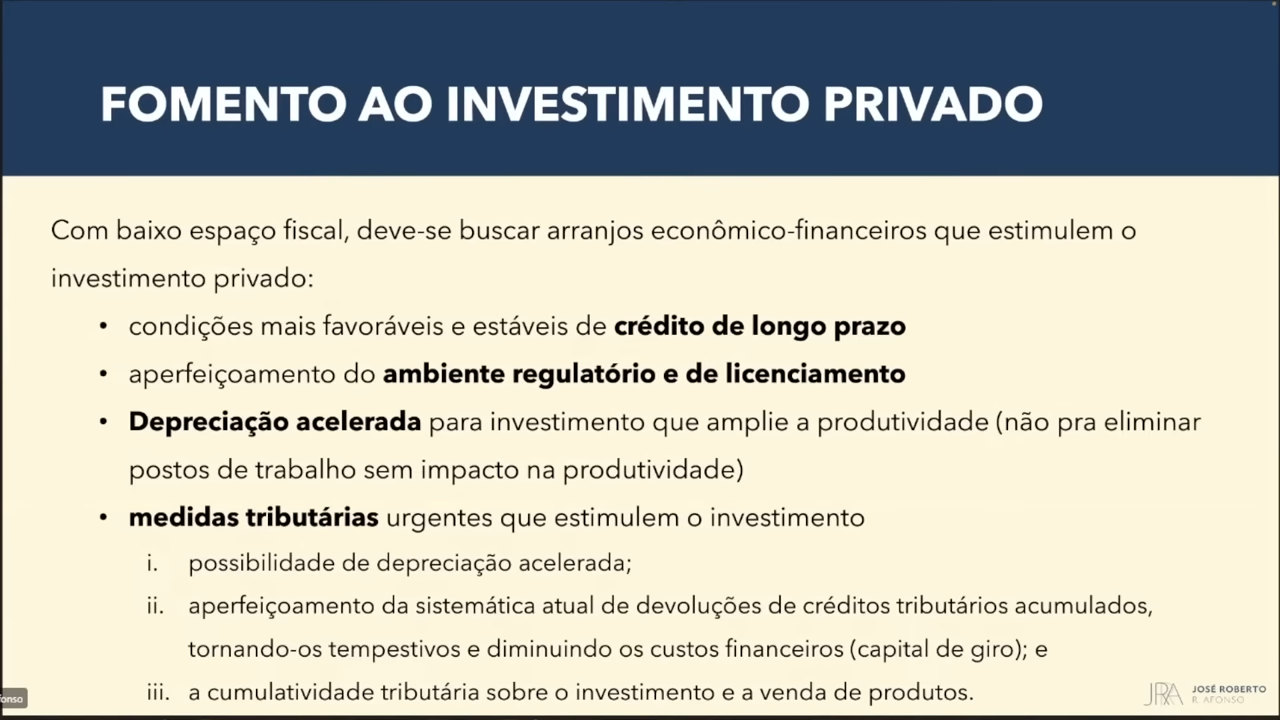 FOMENTO AO INVESTIMENTO PRIVADO
Com baixo espaço fiscal, deve-se buscar arranjos econômico-financeiros que estimulem o
investimento privado:
• condições mais favoráveis e estáveis de crédito de longo prazo
• aperfeiçoamento do ambiente regulatório e de licenciamento
• Depreciação acelerada para investimento que amplie a produtividade (não pra eliminar
postos de trabalho sem impacto na produtividade)
• medidas tributárias urgentes que estimulem o investimento
i. possibilidade de depreciação acelerada;
ii. aperfeiçoamento da sistemática atual de devoluções de créditos tributários acumulados,
tornando-os tempestivos e diminuindo os custos financeiros (capital de giro); e
iii. a cumulatividade tributária sobre o investimento e a venda de produtos.
onso
JRA JOSÉ ROBERTO
R. AFONSO